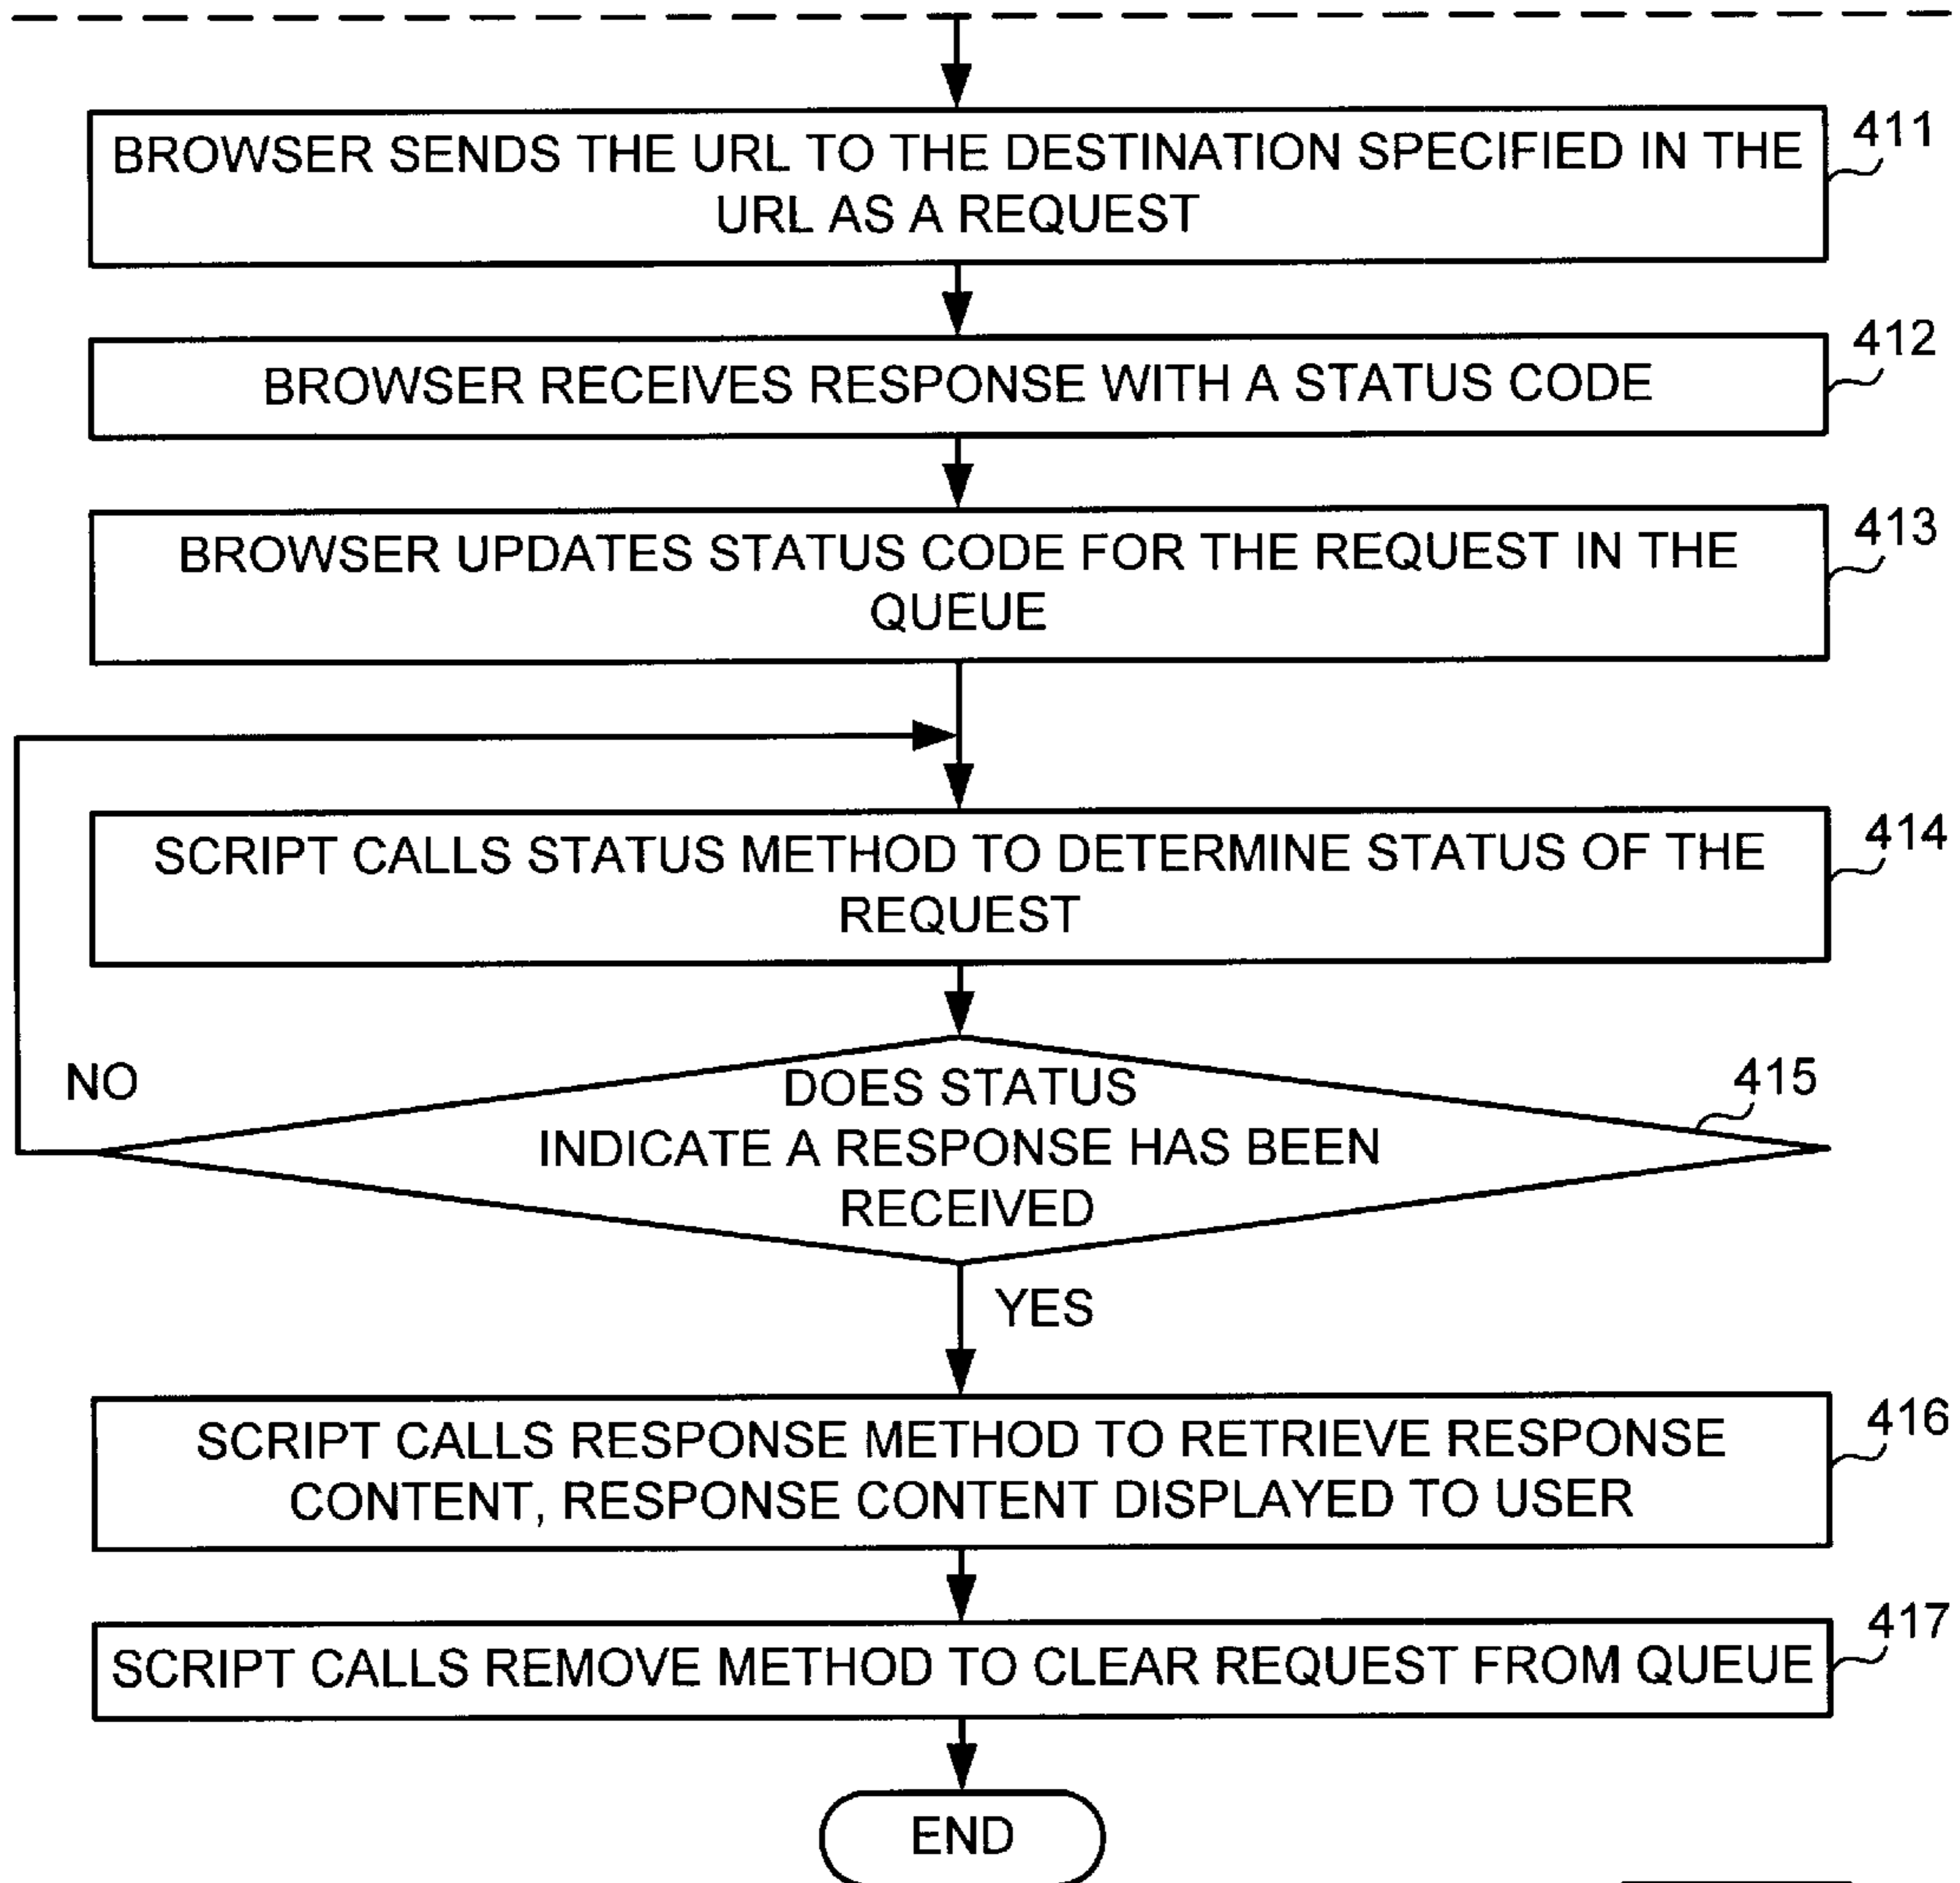 BROWSER SENDS THE URL TO THE DESTINATION SPECIFIED IN THE
URL AS A REQUEST
411
BROWSER RECEIVES RESPONSE WITH A STATUS CODE
412
BROWSER UPDATES STATUS CODE FOR THE REQUEST IN THE
QUEUE
413
SCRIPT CALLS STATUS METHOD TO DETERMINE STATUS OF THE
REQUEST
414
NO
DOES STATUS
INDICATE A RESPONSE HAS BEEN
RECEIVED
415
YES
SCRIPT CALLS RESPONSE METHOD TO RETRIEVE RESPONSE
CONTENT, RESPONSE CONTENT DISPLAYED TO USER
416
SCRIPT CALLS REMOVE METHOD TO CLEAR REQUEST FROM QUEUE
417
END